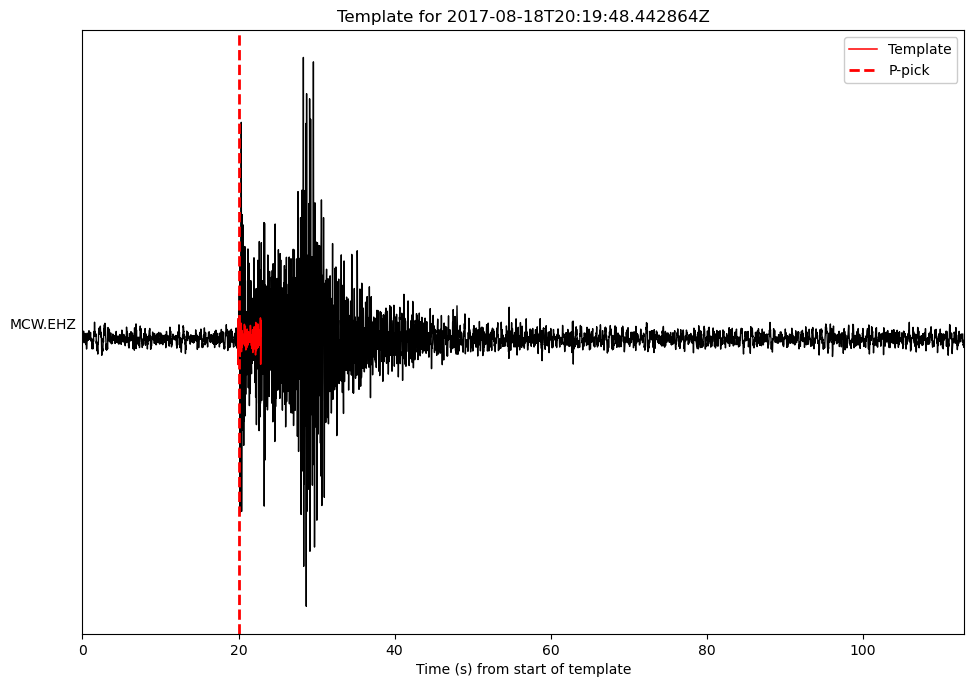 Template for 2017-08-18T20:19:48.442864Z
Template
P-pick
MCW.EHZ
0 20 40 60 80 100
Time (s) from start of template